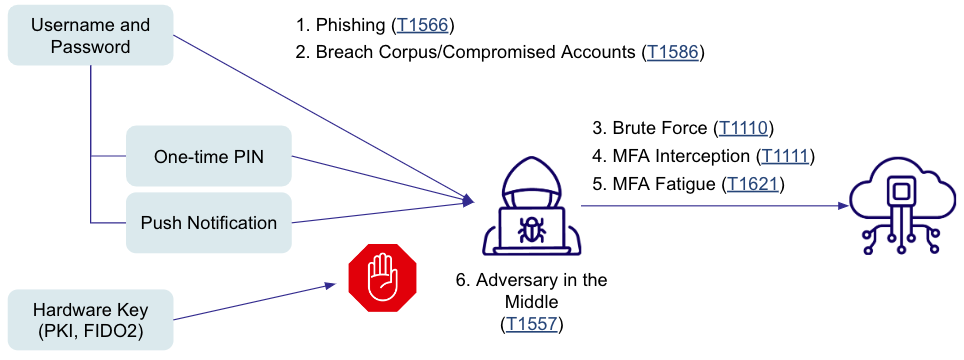 Username and
Password
1. Phishing (T1566)
2. Breach Corpus/Compromised Accounts (T1586)
One-time PIN
Push Notification
3. Brute Force (T1110)
4. MFA Interception (T1111)
5. MFA Fatigue (T1621)
6. Adversary in the
Middle
(T1557)
Hardware Key
(PKI, FIDO2)